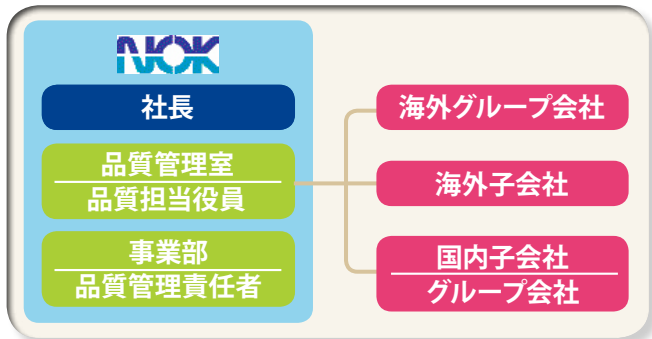 NOK
社長
品質管理室
品質担当役員
事業部
品質管理責任者
海外グループ会社
海外子会社
国内子会社
グループ会社